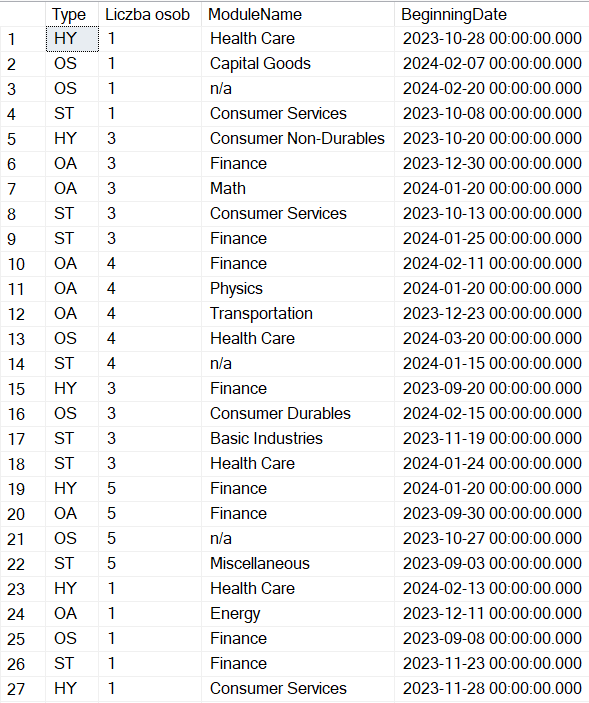 Type Liczba osob ModuleName BeginningDate
1 HY 1 Health Care 2023-10-28 00:00:00.000
2 OS 1 Capital Goods 2024-02-07 00:00:00.000
3 OS 1 n/a 2024-02-20 00:00:00.000
4 ST 1 Consumer Services 2023-10-08 00:00:00.000
5 HY 3 Consumer Non-Durables 2023-10-20 00:00:00.000
6 OA 3 Finance 2023-12-30 00:00:00.000
7 OA 3 Math 2024-01-20 00:00:00.000
8 ST 3 Consumer Services 2023-10-13 00:00:00.000
9 ST 3 Finance 2024-01-25 00:00:00.000
10 OA 4 Finance 2024-02-11 00:00:00.000
11 OA 4 Physics 2024-01-20 00:00:00.000
12 OA 4 Transportation 2023-12-23 00:00:00.000
13 OS 4 Health Care 2024-03-20 00:00:00.000
14 ST 4 n/a 2024-01-15 00:00:00.000
15 HY 3 Finance 2023-09-20 00:00:00.000
16 OS 3 Consumer Durables 2024-02-15 00:00:00.000
17 ST 3 Basic Industries 2023-11-19 00:00:00.000
18 ST 3 Health Care 2024-01-24 00:00:00.000
19 HY 5 Finance 2024-01-20 00:00:00.000
20 OA 5 Finance 2023-09-30 00:00:00.000
21 OS 5 n/a 2023-10-27 00:00:00.000
22 ST 5 Miscellaneous 2023-09-03 00:00:00.000
23 HY 1 Health Care 2024-02-13 00:00:00.000
24 OA 1 Energy 2023-12-11 00:00:00.000
25 OS 1 Finance 2023-09-08 00:00:00.000
26 ST 1 Finance 2023-11-23 00:00:00.000
27 HY 1 Consumer Services 2023-11-28 00:00:00.000